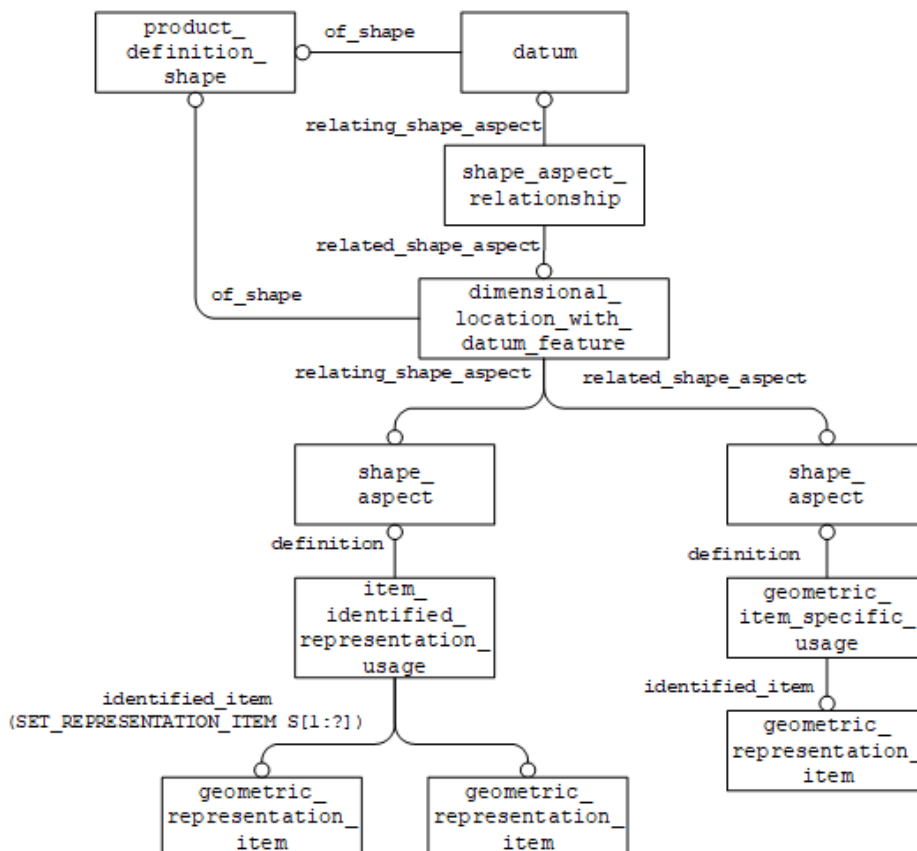 product_
definition_
shape
of_shape
datum
relating_shape_aspect
shape_aspect_
relationship
related_shape_aspect
of_shape
dimensional_
location_with_
datum_feature
relating_shape_aspect
related_shape_aspect
shape_
aspect
shape_
aspect
definition
definition
item_
identified_
representation_
usage
geometric_
item_specific_
usage
identified_item
(SET_REPRESENTATION_ITEM S[1:?])
identified_item
geometric_
representation_
item
geometric_
representation_
item
geometric_
representation_
item